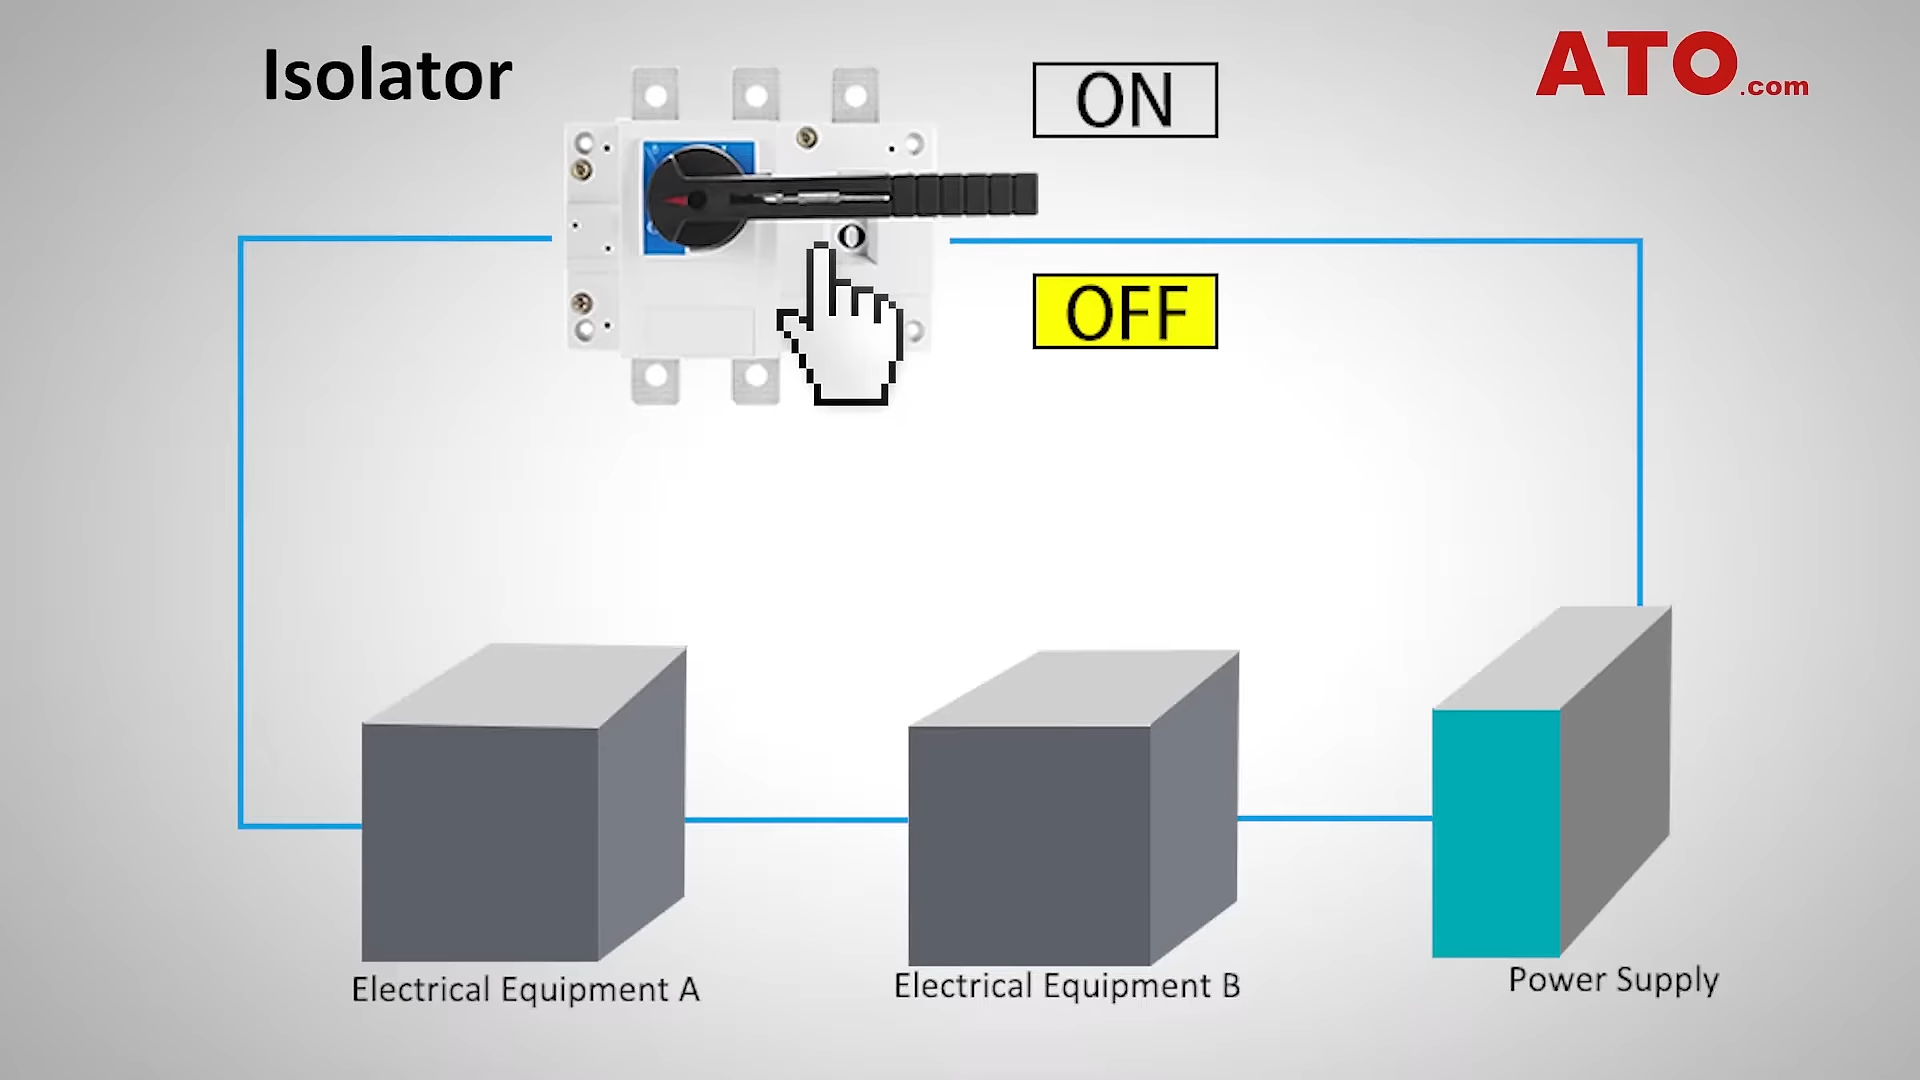 Isolator
ON
ATO.com
O
OFF
Electrical Equipment A
Electrical Equipment B
Power Supply